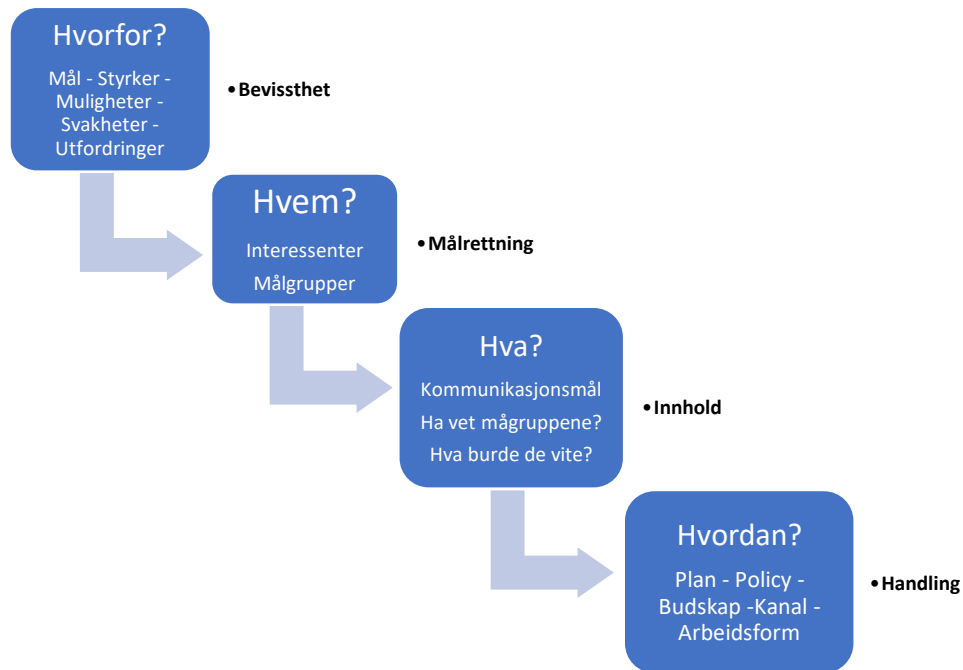 Hvorfor?
Mål - Styrker -
Muligheter -
Svakheter -
Utfordringer
•Bevissthet
Hvem?
Interessenter
Målgrupper
•Målrettning
Hva?
Kommunikasjonsmål
Ha vet mågruppene?
Hva burde de vite?
•Innhold
Hvordan?
Plan - Policy -
Budskap -Kanal -
Arbeidsform
•Handling